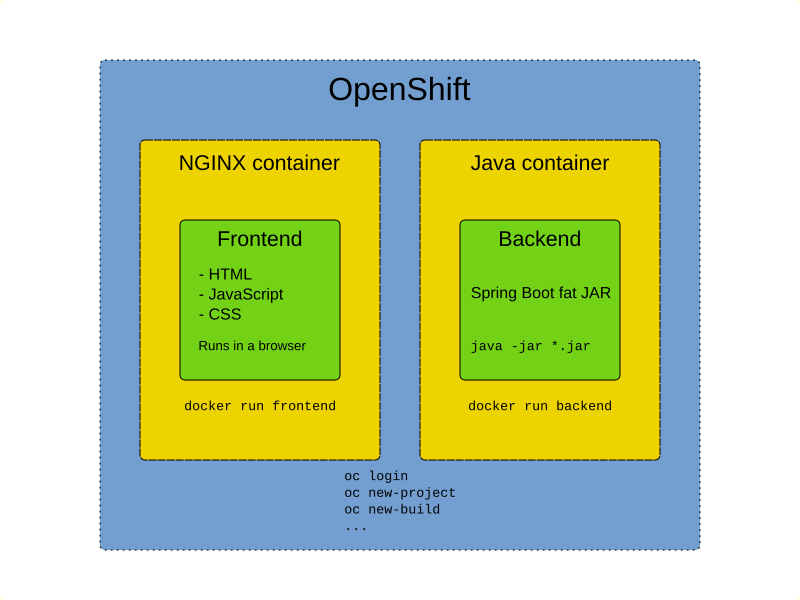 OpenShift
NGINX container
Frontend
- HTML
- JavaScript
- CSS
Runs in a browser
docker run frontend
Java container
Backend
Spring Boot fat JAR
java -jar *.jar
docker run backend
oc login
oc new-project
oc new-build
...